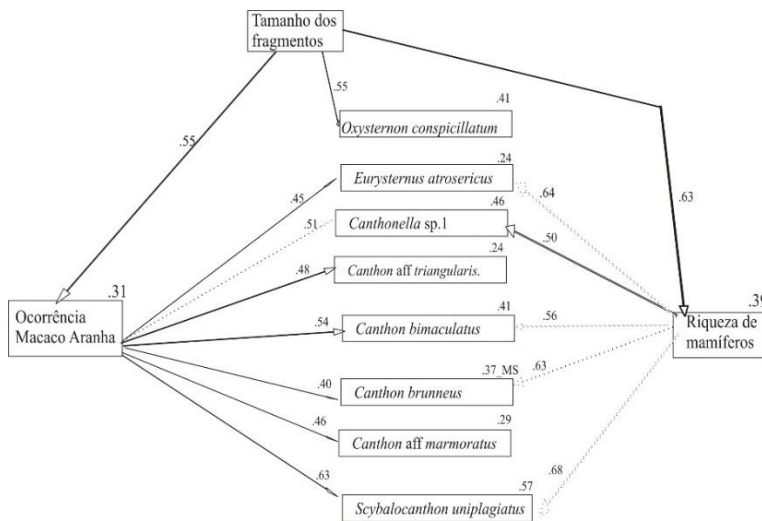 Tamanho dos
fragmentos
.55
.55
.63
.41
Oxysternon conspicillatum
.24
Eurysternus atrosericus
.45
.64
.51
.46
Canthonella sp.1
.50
.24
.48
Canthon aff triangularis.
.31
Ocorrência
Macaco Aranha
.39
Riqueza de
mamíferos
.41
.54
Canthon bimaculatus
.56
.37_MS
.40
Canthon brunneus
.63
.29
.46
Canthon aff marmoratus
.63
.57
.68
Scybalocanthon uniplagiatus